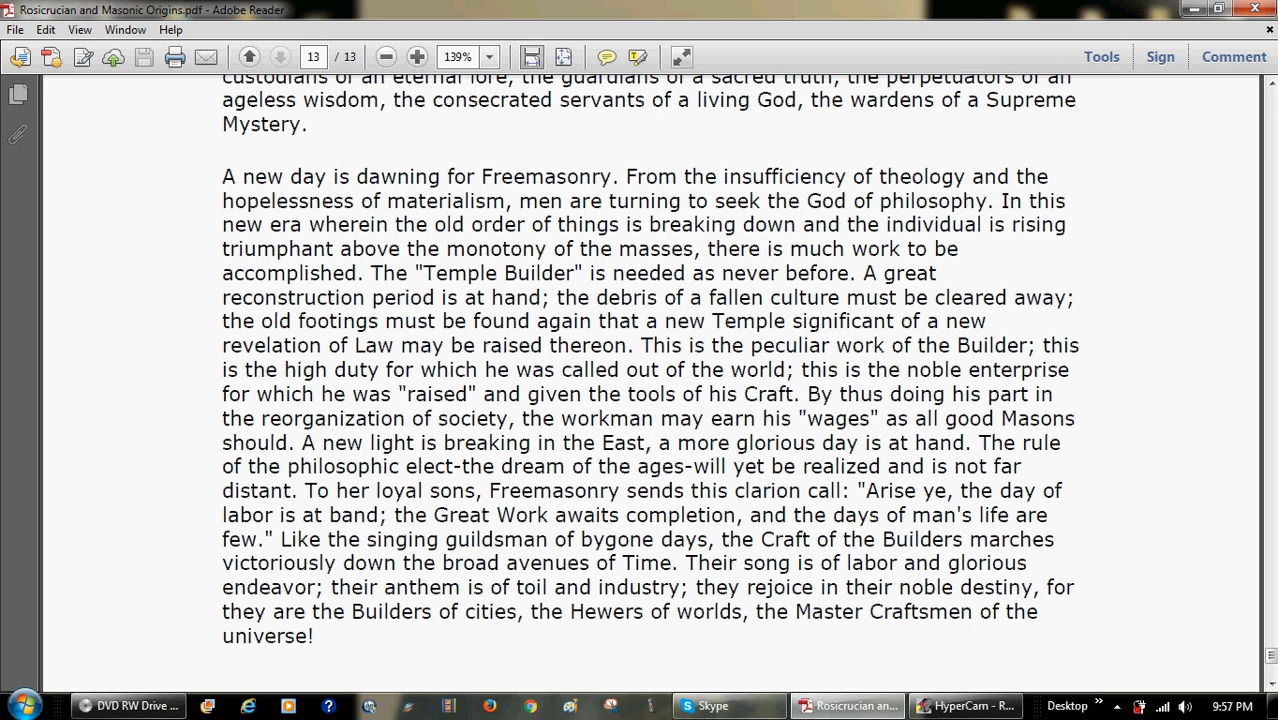 Rosicrucian and Masonic Origins.pdf - Adobe Reader
File Edit View Window Help
13 / 13 139% Tools Sign Comment
custodians of an eternal lore, the guardians of a sacred truth, the perpetuators of an
ageless wisdom, the consecrated servants of a living God, the wardens of a Supreme
Mystery.
A new day is dawning for Freemasonry. From the insufficiency of theology and the
hopelessness of materialism, men are turning to seek the God of philosophy. In this
new era wherein the old order of things is breaking down and the individual is rising
triumphant above the monotony of the masses, there is much work to be
accomplished. The "Temple Builder" is needed as never before. A great
reconstruction period is at hand; the debris of a fallen culture must be cleared away;
the old footings must be found again that a new Temple significant of a new
revelation of Law may be raised thereon. This is the peculiar work of the Builder; this
is the high duty for which he was called out of the world; this is the noble enterprise
for which he was "raised" and given the tools of his Craft. By thus doing his part in
the reorganization of society, the workman may earn his "wages" as all good Masons
should. A new light is breaking in the East, a more glorious day is at hand. The rule
of the philosophic elect-the dream of the ages-will yet be realized and is not far
distant. To her loyal sons, Freemasonry sends this clarion call: "Arise ye, the day of
labor is at band; the Great Work awaits completion, and the days of man's life are
few." Like the singing guildsman of bygone days, the Craft of the Builders marches
victoriously down the broad avenues of Time. Their song is of labor and glorious
endeavor; their anthem is of toil and industry; they rejoice in their noble destiny, for
they are the Builders of cities, the Hewers of worlds, the Master Craftsmen of the
universe!
DVD RW Drive ... Skype Rosicrucian an... HyperCam - R... Desktop 9:57 PM